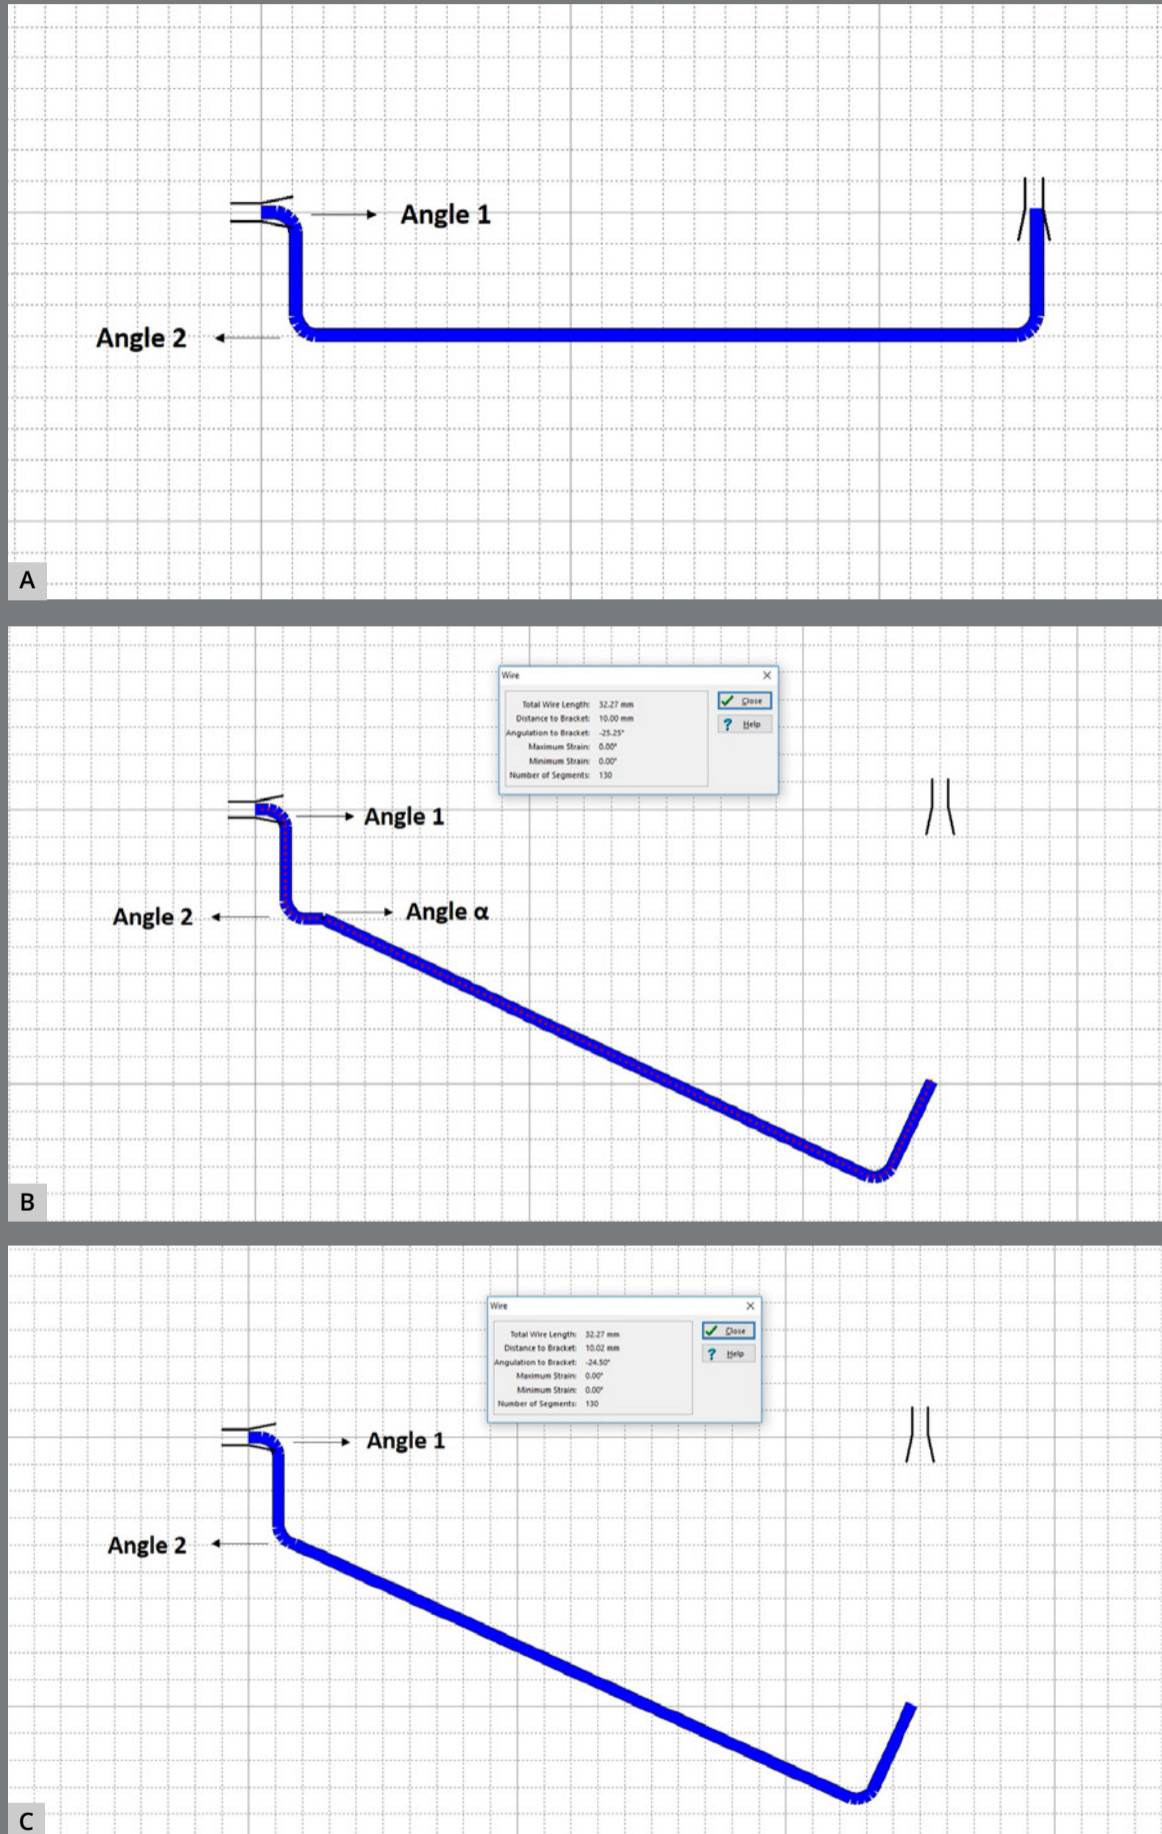 Angle 1
Angle 2
A
Wire
Total Wire Length: 32.27 mm
Distance to Bracket: 10.00 mm
Angulation to Bracket: -25.25°
Maximum Strain: 0.00°
Minimum Strain: 0.00°
Number of Segments: 130
Close
Help
Angle 1
Angle 2
Angle α
B
Wire
Total Wire Length: 32.27 mm
Distance to Bracket: 10.02 mm
Angulation to Bracket: -24.50°
Maximum Strain: 0.00°
Minimum Strain: 0.00°
Number of Segments: 130
Close
Help
Angle 1
Angle 2
C